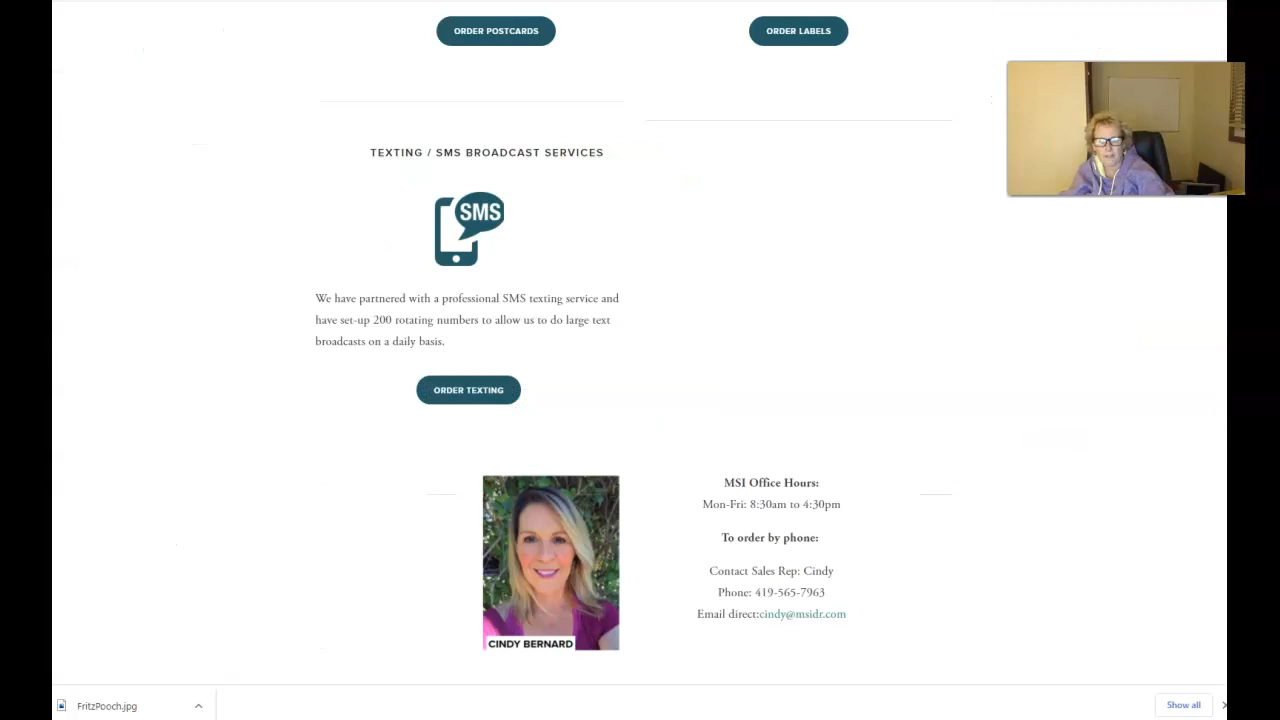 ORDER POSTCARDS
ORDER LABELS
TEXTING / SMS BROADCAST SERVICES
SMS
We have partnered with a professional SMS texting service and
have set-up 200 rotating numbers to allow us to do large text
broadcasts on a daily basis.
ORDER TEXTING
CINDY BERNARD
MSI Office Hours:
Mon-Fri: 8:30am to 4:30pm
To order by phone:
Contact Sales Rep: Cindy
Phone: 419-565-7963
Email direct:cindy@msidr.com
FritzPooch.jpg
Show all